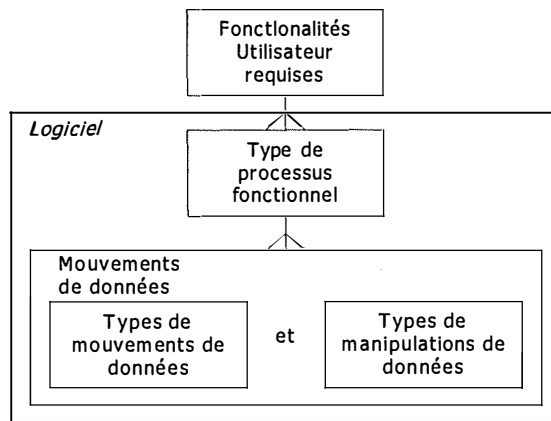 Fonctlonalités
Utilisateur
requises
Logiciel
Type de
processus
fonctionnel
Mouvements
de données
Types de
mouvements de
données
et
Types de
manipulations de
données